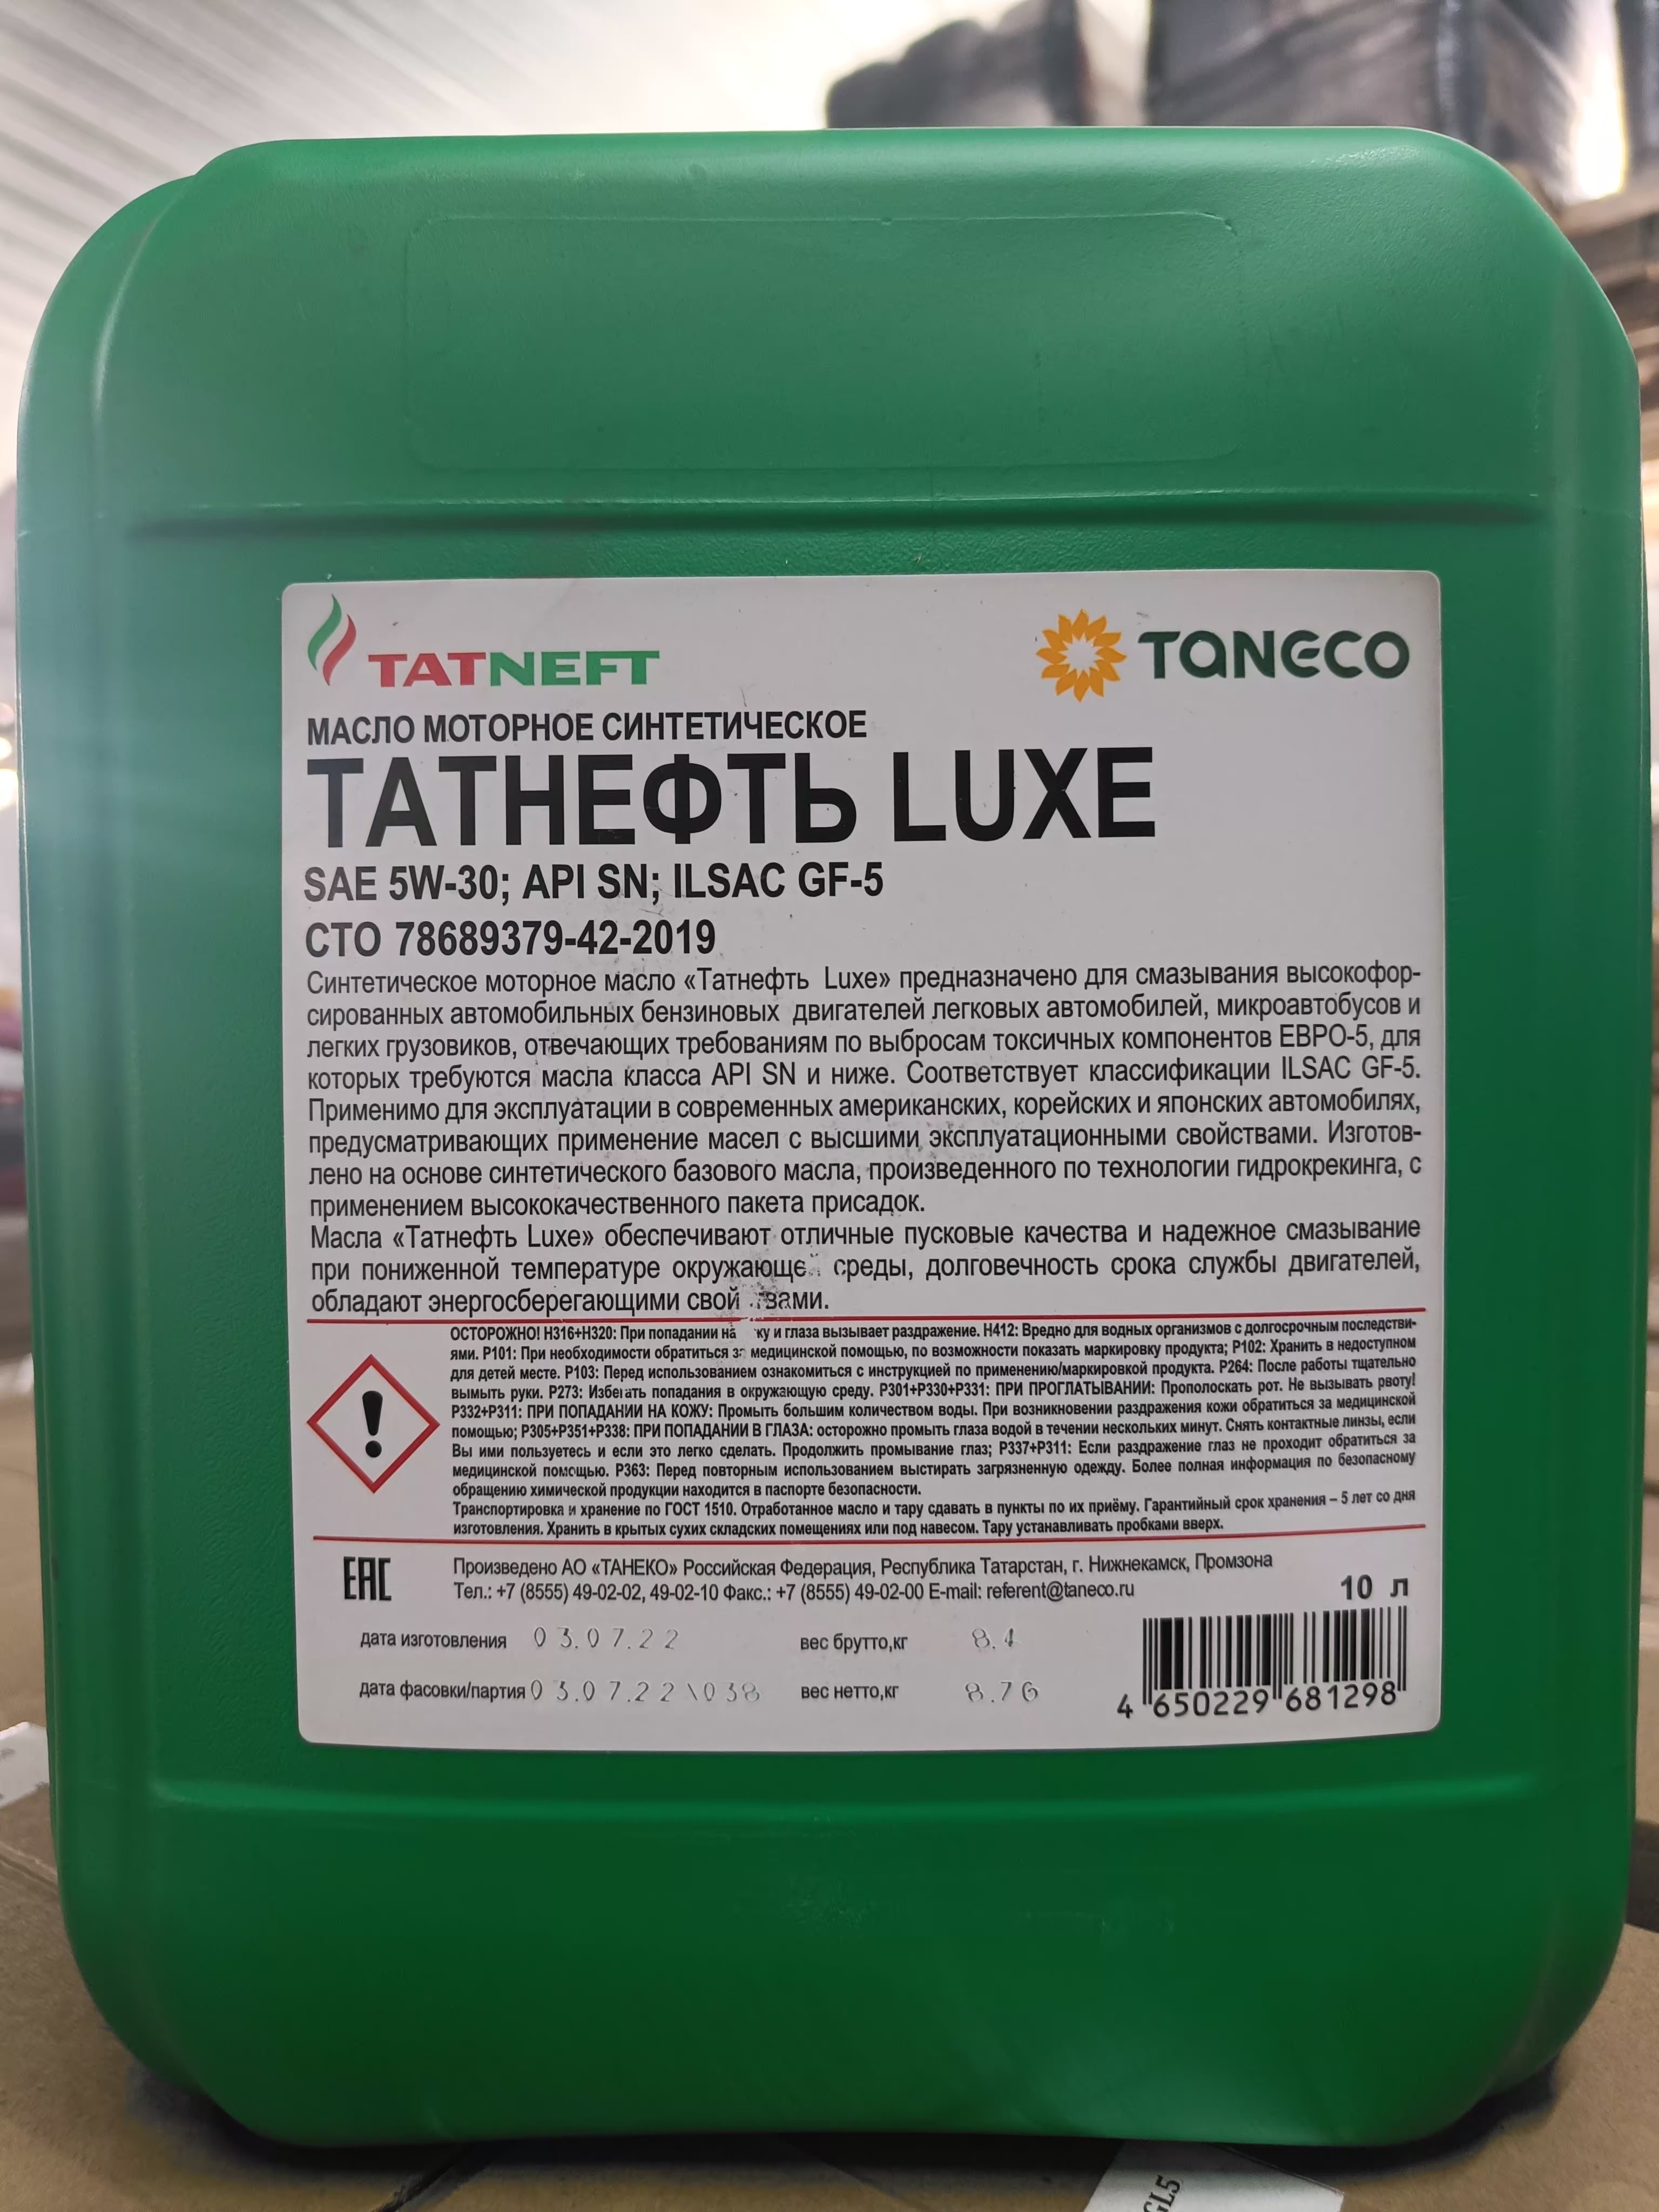 TATNEFT
TANECO
МАСЛО МОТОРНОЕ СИНТЕТИЧЕСКОЕ
ТАТНЕФТЬ LUXE
SAE 5W-30; API SN; ILSAC GF-5
СТО 78689379-42-2019
Синтетическое моторное масло «Татнефть Luxe» предназначено для смазывания высокофор-
сированных автомобильных бензиновых двигателей легковых автомобилей, микроавтобусов и
легких грузовиков, отвечающих требованиям по выбросам токсичных компонентов ЕВРО-5, для
которых требуются масла класса API SN и ниже. Соответствует классификации ILSAC GF-5.
Применимо для эксплуатации в современных американских, корейских и японских автомобилях,
предусматривающих применение масел с высшими эксплуатационными свойствами. Изготов-
лено на основе синтетического базового масла, произведенного по технологии гидрокрекинга, с
применением высококачественного пакета присадок.
Масла «Татнефть Luxe» обеспечивают отличные пусковые качества и надежное смазывание
при пониженной температуре окружающей среды, долговечность срока службы двигателей,
обладают энергосберегающими свойствами.
ОСТОРОЖНО! H316+H320: При попадании на кожу и глаза вызывает раздражение. H412: Вредно для водных организмов с долгосрочным последстви-
ями. P101: При необходимости обратиться за медицинской помощью, по возможности показать маркировку продукта; P102: Хранить в недоступном
для детей месте. P103: Перед использованием ознакомиться с инструкцией по применению/маркировкой продукта. P264: После работы тщательно
вымыть руки. P273: Избегать попадания в окружающую среду. P301+P330+P331: ПРИ ПРОГЛАТЫВАНИИ: Прополоскать рот. Не вызывать рвоту!
P332+P311: ПРИ ПОПАДАНИИ НА КОЖУ: Промыть большим количеством воды. При возникновении раздражения кожи обратиться за медицинской
помощью; P305+P351+P338: ПРИ ПОПАДАНИИ В ГЛАЗА: осторожно промыть глаза водой в течении нескольких минут. Снять контактные линзы, если
Вы ими пользуетесь и если это легко сделать. Продолжить промывание глаз; P337+P311: Если раздражение глаз не проходит обратиться за
медицинской помощью. P363: Перед повторным использованием выстирать загрязненную одежду. Более полная информация по безопасному
обращению химической продукции находится в паспорте безопасности.
Транспортировка и хранение по ГОСТ 1510. Отработанное масло и тару сдавать в пункты по их приёму. Гарантийный срок хранения – 5 лет со дня
изготовления. Хранить в крытых сухих складских помещениях или под навесом. Тару устанавливать пробками вверх.
ЕАС
Произведено АО «ТАНЕКО» Российская Федерация, Республика Татарстан, г. Нижнекамск, Промзона
Тел.: +7 (8555) 49-02-02, 49-02-10 Факс.: +7 (8555) 49-02-00 E-mail: referent@taneco.ru
10 л
дата изготовления 03.07.22 вес брутто,кг 8.4
дата фасовки/партия 03.07.22\038 вес нетто,кг 8.76
4 650229 681298
GL5